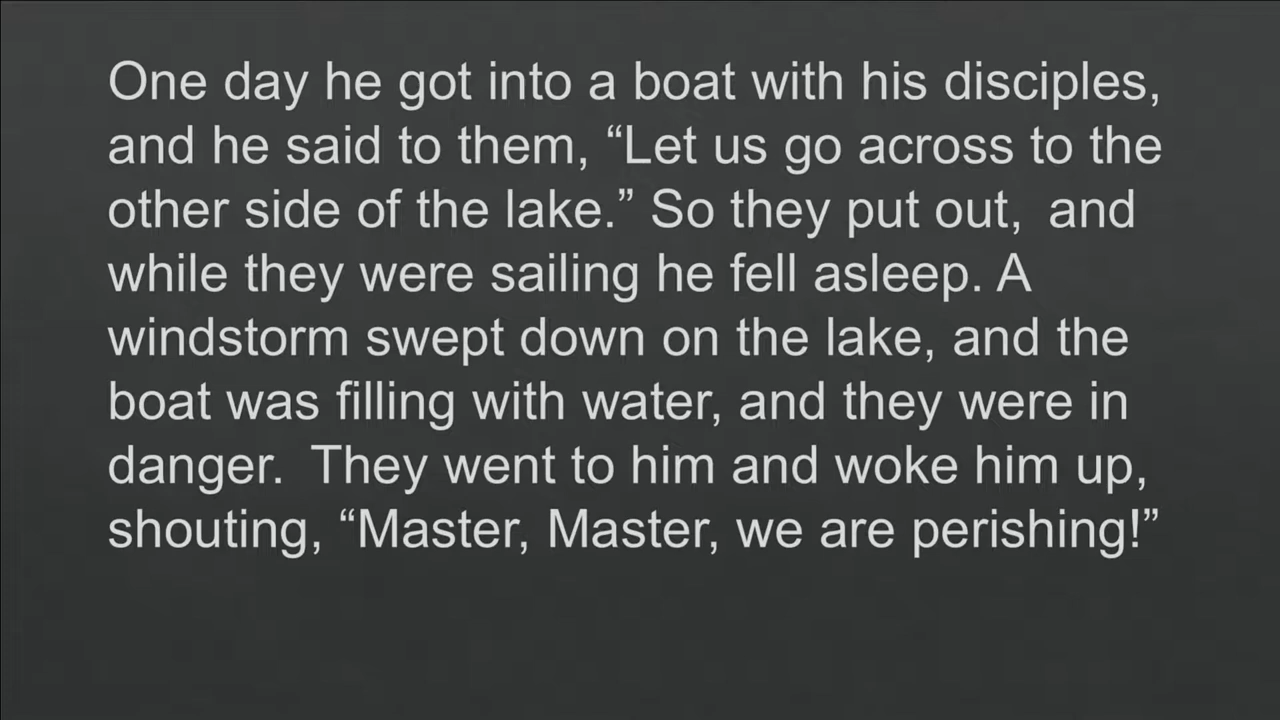 One day he got into a boat with his disciples,
and he said to them, “Let us go across to the
other side of the lake.” So they put out,  and
while they were sailing he fell asleep. A
windstorm swept down on the lake, and the
boat was filling with water, and they were in
danger.  They went to him and woke him up,
shouting, “Master, Master, we are perishing!”